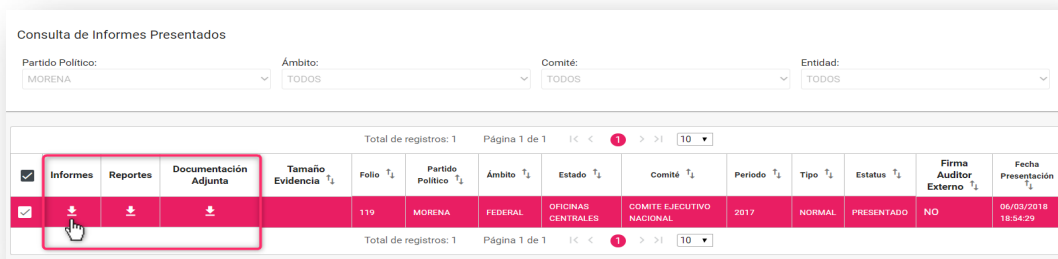 Consulta de Informes Presentados
Partido Político: Ámbito: Comité: Entidad:
MORENA TODOS TODOS TODOS
Total de registros: 1 Página 1 de 1 |< < 1 > >| 10
Informes Reportes Documentación Adjunta Tamaño Evidencia Folio Partido Político Ámbito Estado Comité Periodo Tipo Estatus Firma Auditor Externo Fecha Presentación
119 MORENA FEDERAL OFICINAS CENTRALES COMITE EJECUTIVO NACIONAL 2017 NORMAL PRESENTADO NO 06/03/2018 18:54:29
Total de registros: 1 Página 1 de 1 |< < 1 > >| 10